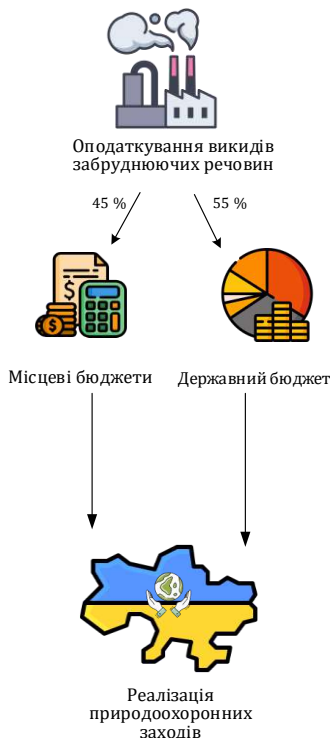 Оподаткування викидів
забруднюючих речовин
45 %
55 %
Місцеві бюджети
Державний бюджет
Реалізація
природоохоронних
заходів